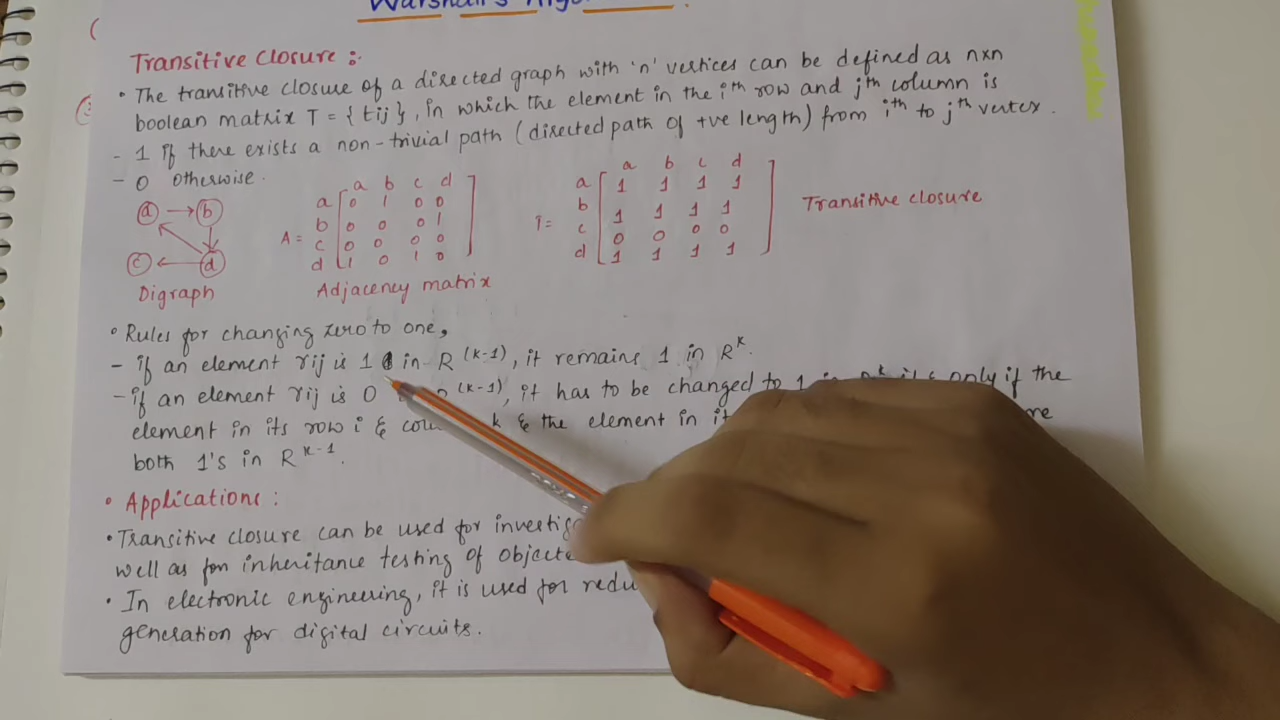 Warshall's Algo
Transitive Closure :-
• The transitive closure of a directed graph with 'n' vertices can be defined as nxn
boolean matrix T = { tij }, in which the element in the ith row and jth column is
- 1 if there exists a non-trivial path (directed path of +ve length) from ith to jth vertex.
- 0 otherwise.
a b
c d
Digraph
A =
a b c d
a 0 1 0 0
b 0 0 0 1
c 0 0 0 0
d 1 0 1 0
Adjacency matrix
T =
a b c d
a 1 1 1 1
b 1 1 1 1
c 0 0 0 0
d 1 1 1 1
Transitive closure
• Rules for changing zero to one,
- if an element rij is 1 in R(k-1), it remains 1 in Rk.
- if an element rij is 0 (k-1), it has to be changed to 1 only if the
element in its row i & k & the element in
both 1's in Rk-1.
• Applications :
• Transitive closure can be used for
well as for inheritance testing of
• In electronic engineering, it is used for
generation for digital circuits.